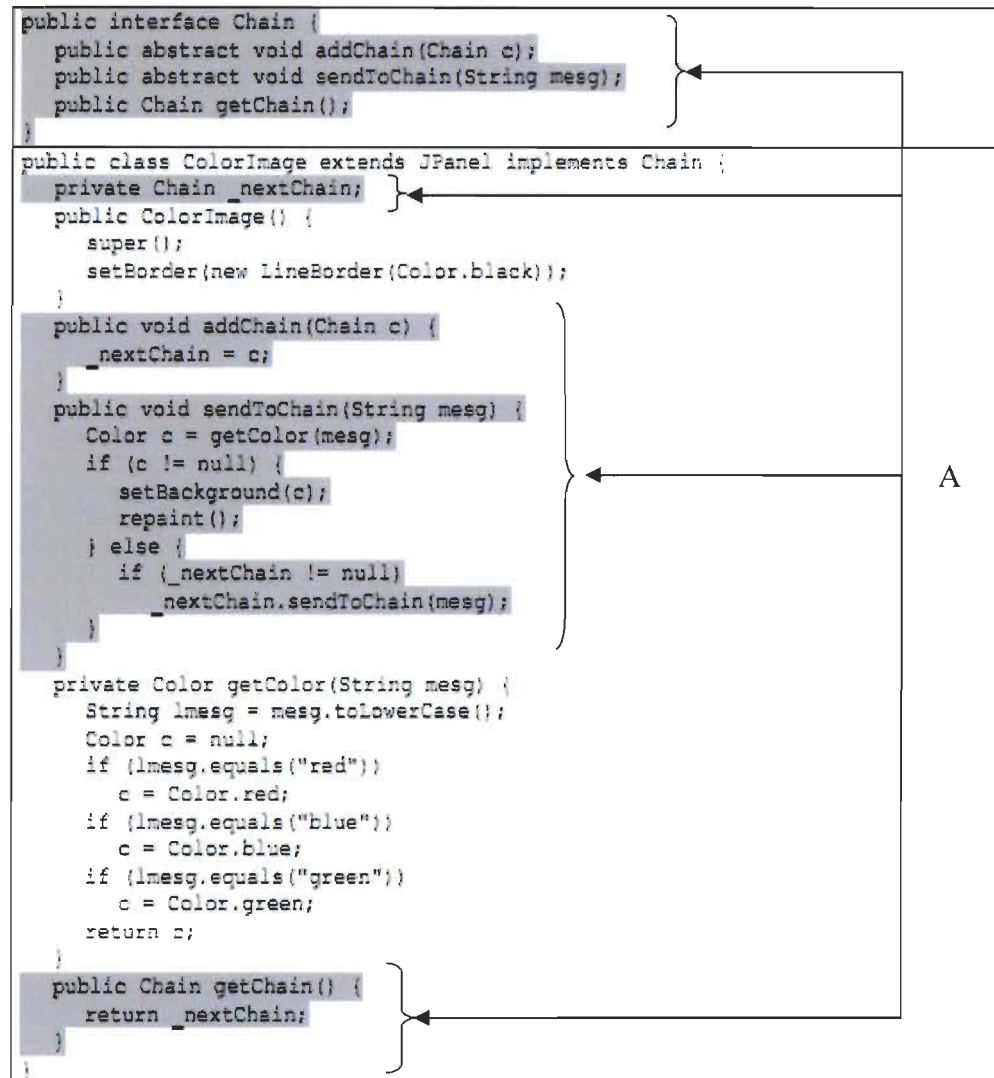 public interface Chain {
public abstract void addChain(Chain c);
public abstract void sendToChain(String mesg);
public Chain getChain();
}
public class ColorImage extends JPanel implements Chain {
private Chain _nextChain;
public ColorImage() {
super();
setBorder(new LineBorder(Color.black));
}
public void addChain(Chain c) {
_nextChain = c;
}
public void sendToChain(String mesg) {
Color c = getColor(mesg);
if (c != null) {
setBackground(c);
repaint();
} else {
if (_nextChain != null)
_nextChain.sendToChain(mesg);
}
}
private Color getColor(String mesg) {
String lmesg = mesg.toLowerCase();
Color c = null;
if (lmesg.equals("red"))
c = Color.red;
if (lmesg.equals("blue"))
c = Color.blue;
if (lmesg.equals("green"))
c = Color.green;
return c;
}
public Chain getChain() {
return _nextChain;
}
}
A